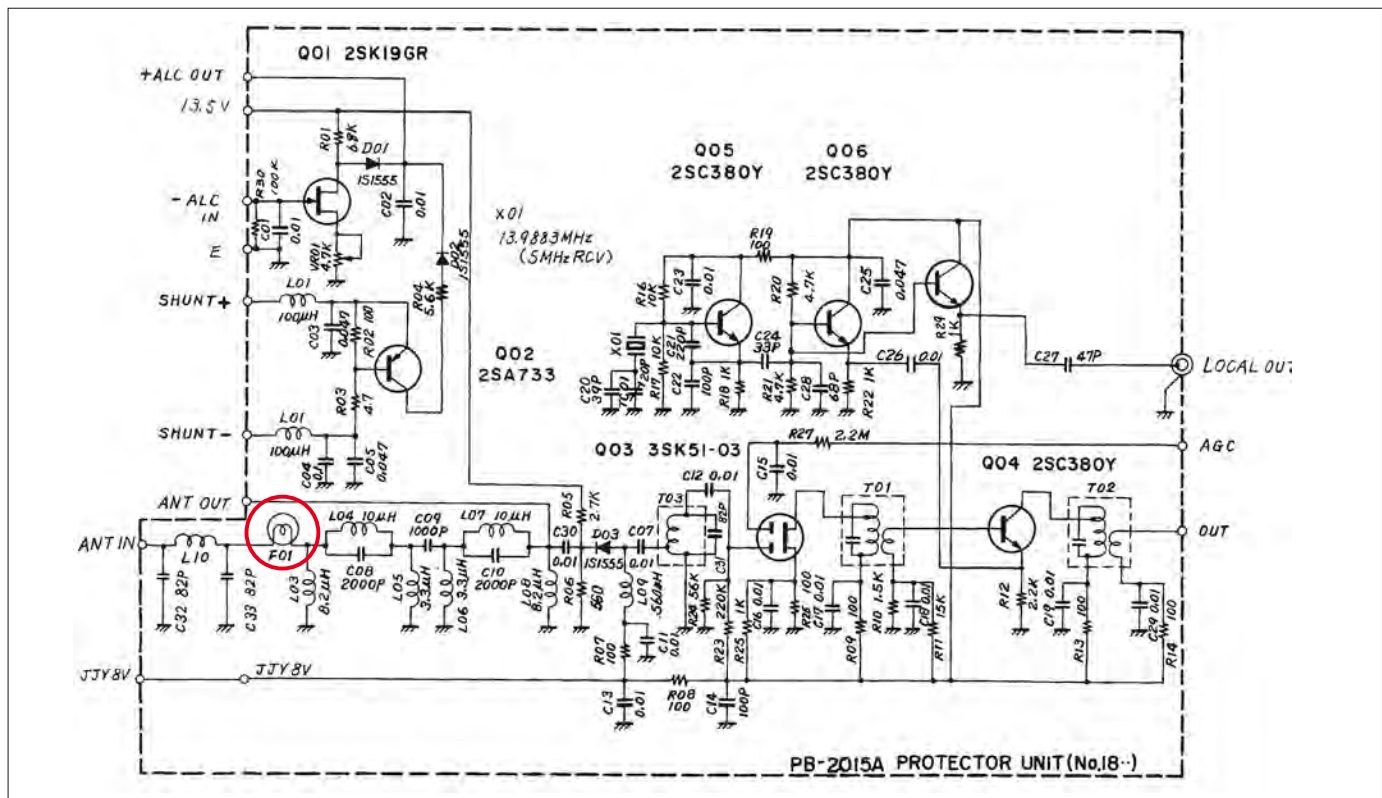 Q01 2SK19GR
+ALC OUT
13.5V
R01
6.8K
D01
1S1555
R30
100K
-ALC
IN
C01
0.01
E
VR01
4.7K
C02
0.01
D02
1S1555
R04
5.6K
X01
13.9883MHz
(5MHz RCV)
SHUNT+
L01
100μH
C03
0.047
R02
100
Q02
2SA733
R03
4.7
SHUNT-
L01
100μH
C04
0.1
C05
0.047
Q05
2SC380Y
Q06
2SC380Y
R19
100
R16
10K
C23
0.01
R20
4.7K
C25
0.047
X01
C20
39P
TC01
20P
R17
10K
C21
220P
C22
100P
R18 1K
C24
33P
R21
4.7K
C28
68P
R22 1K
C26
0.01
R29
1K
C27
47P
LOCAL OUT
R27
2.2M
AGC
Q03 3SK51-03
Q04 2SC380Y
ANT OUT
ANT IN
L10
F01
L04 10μH
C08
2000P
C09
1000P
L07 10μH
C10
2000P
C32 82P
C33 82P
L03
8.2μH
L05
3.3μH
L06 3.3μH
L08
8.2μH
C30
0.01
R05
2.7K
R06
560
D03
1S1555
C07
0.01
L09
560μH
R07
100
C11
0.01
T03
C12 0.01
82P
C31
C15
0.01
T01
T02
OUT
56K
220K
R23
R25
1K
C16 0.01
100
C17 0.01
100
R09
R10 1.5K
C18 0.01
15K
R11
R12
2.2K
C19 0.01
100
R13
C29 0.01
100
R14
JJY 8V
JJY 8V
C13
0.01
R08
100
C14
100P
PB-2015A PROTECTOR UNIT (No.18··)